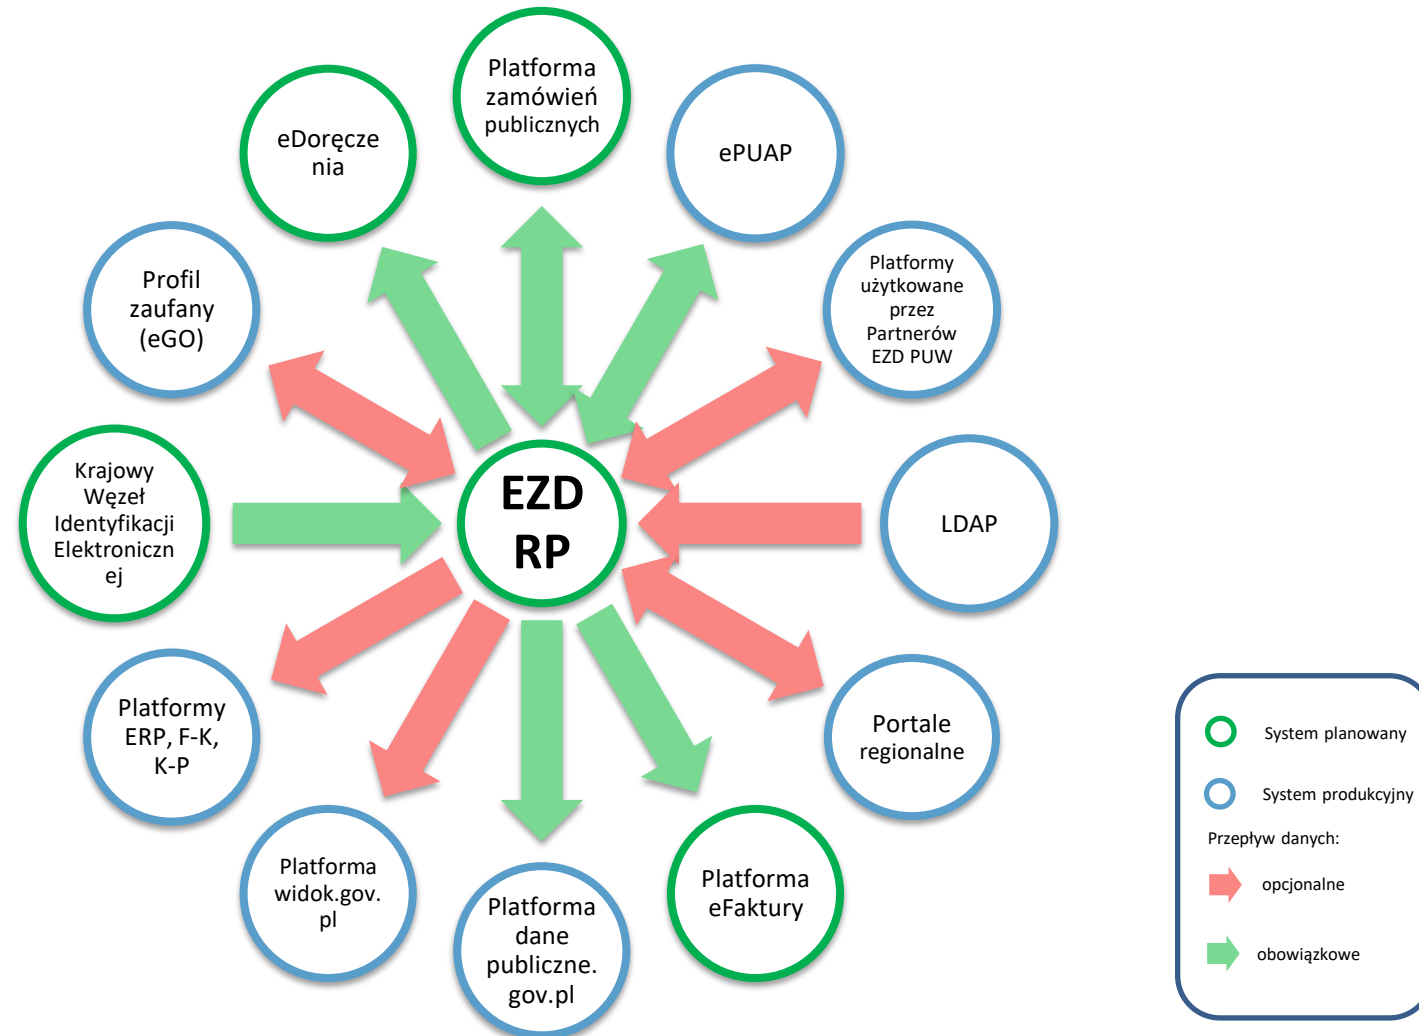 Platforma
zamówień
publicznych
eDoręcze
nia
ePUAP
Profil
zaufany
(eGO)
Platformy
użytkowane
przez
Partnerów
EZD PUW
Krajowy
Węzeł
Identyfikacji
Elektroniczn
ej
EZD
RP
LDAP
Platformy
ERP, F-K,
K-P
Portale
regionalne
Platforma
widok.gov.
pl
Platforma
dane
publiczne.
gov.pl
Platforma
eFaktury
System planowany
System produkcyjny
Przepływ danych:
opcjonalne
obowiązkowe